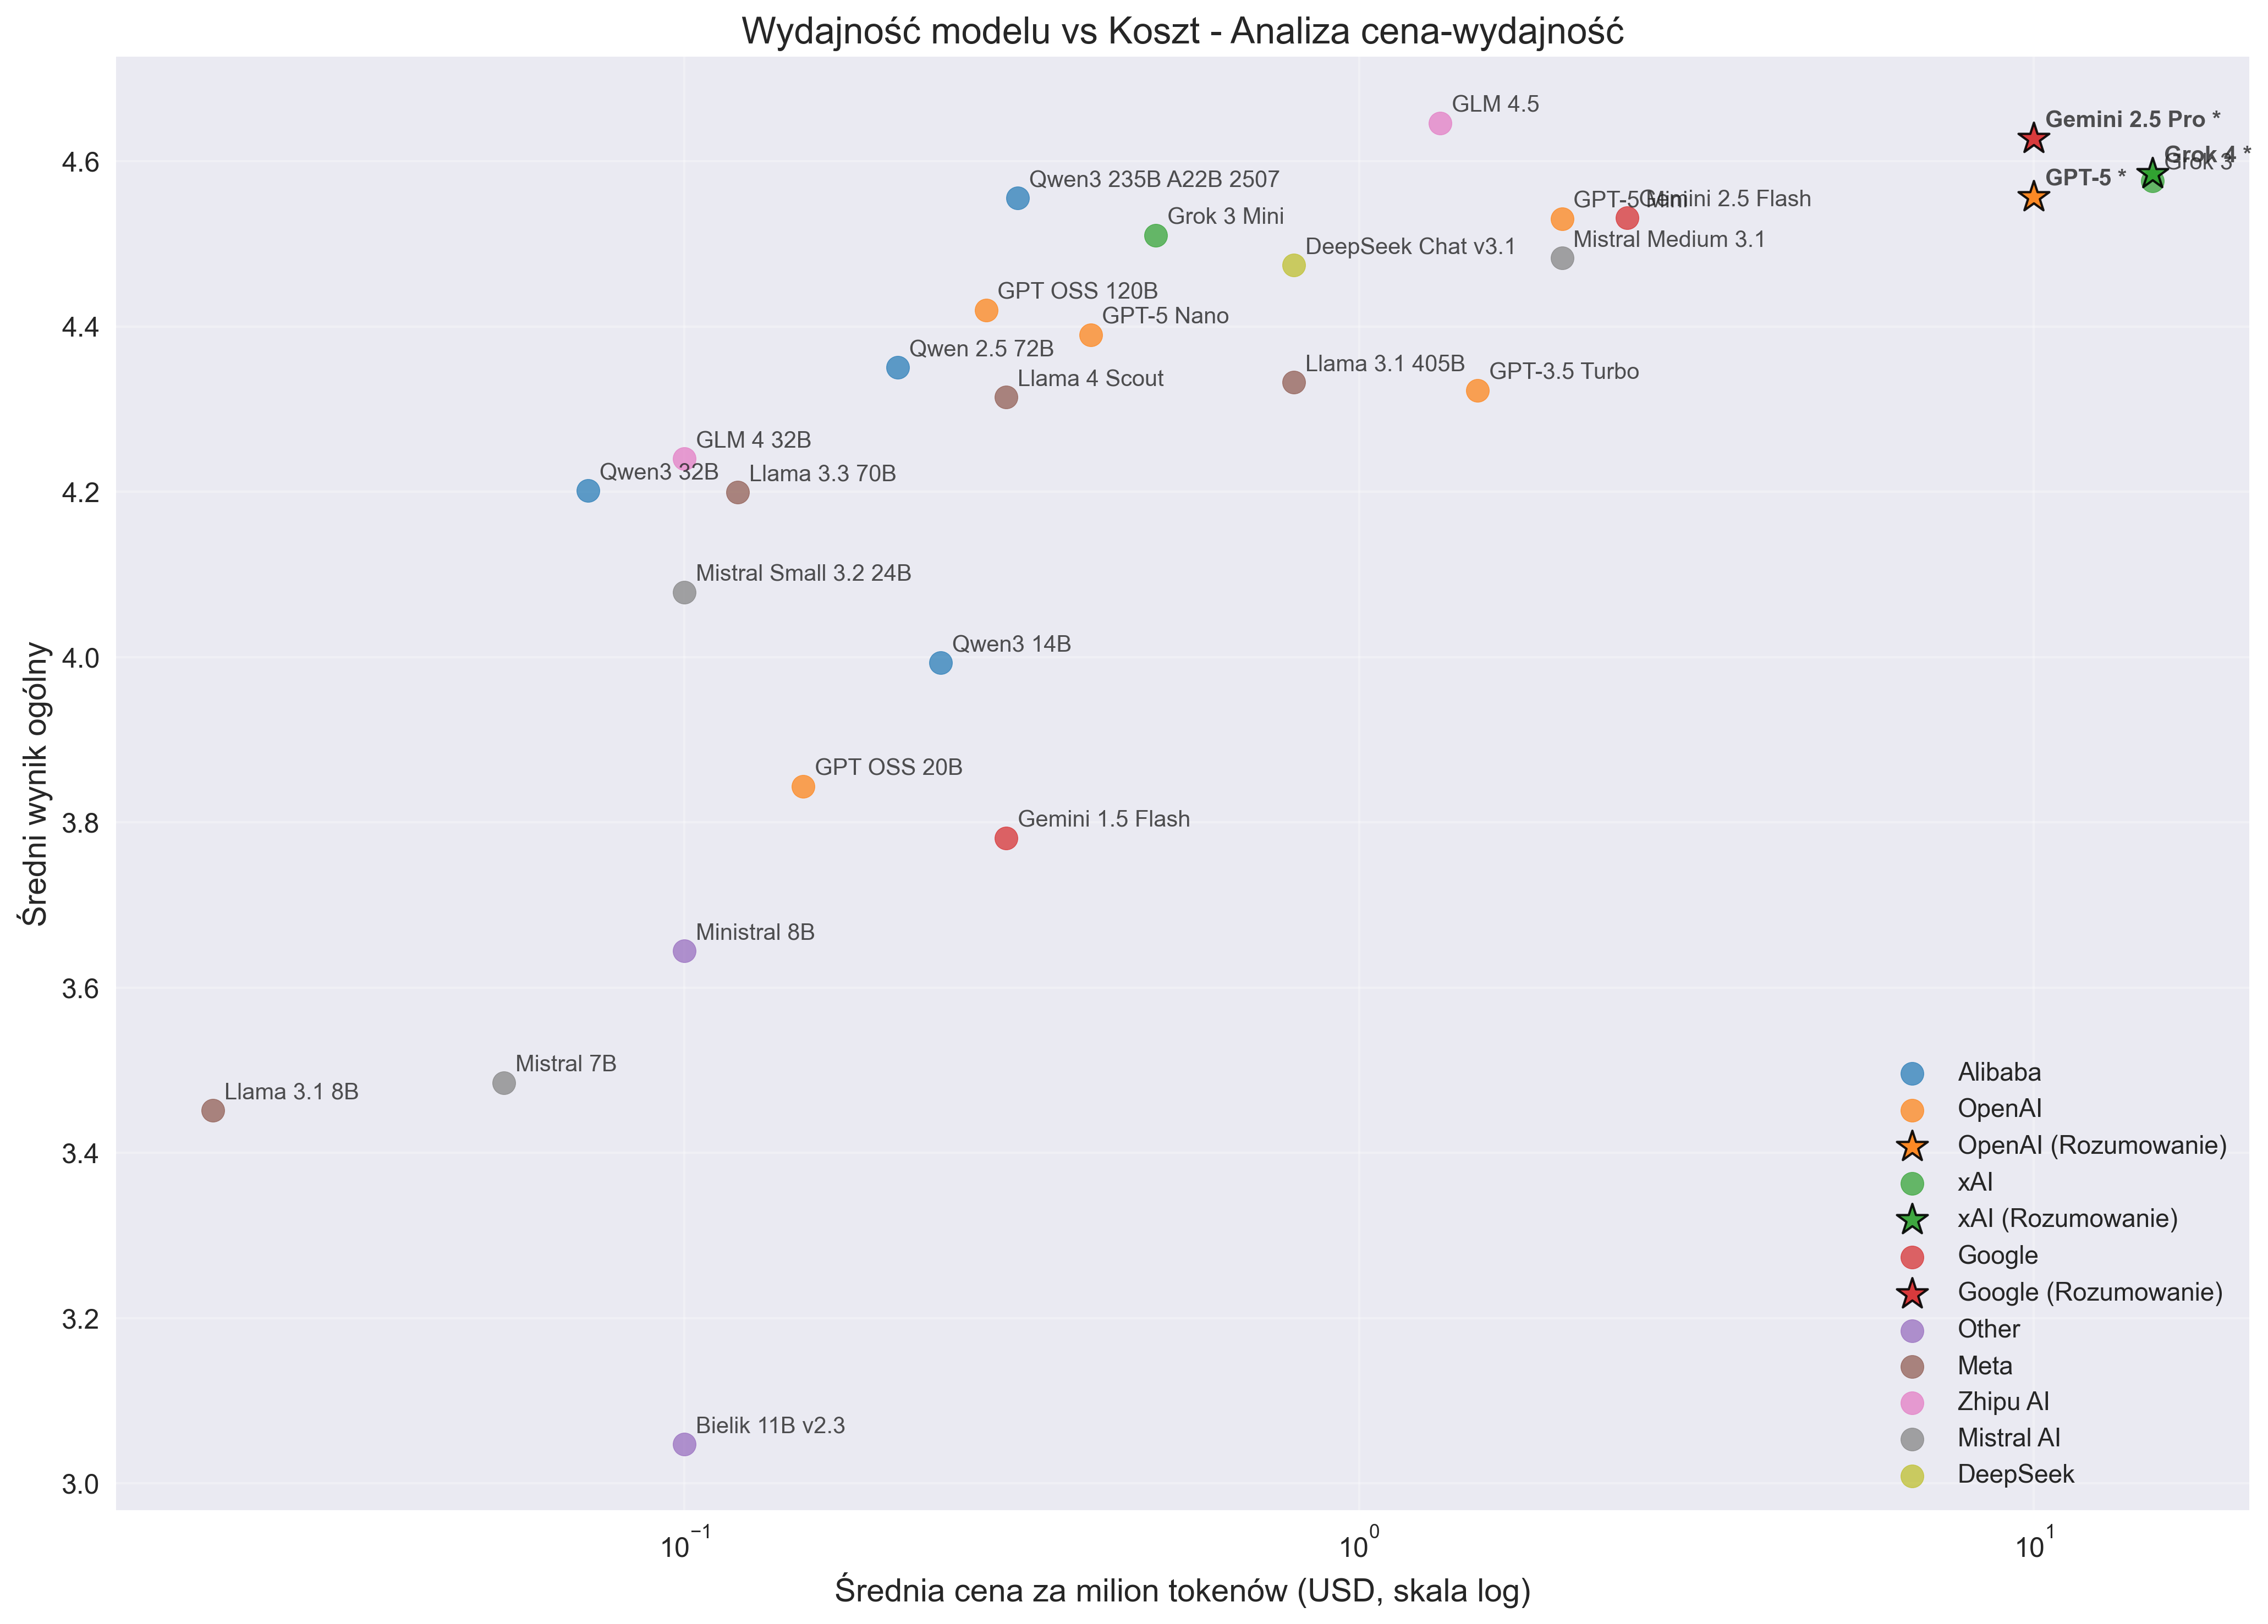 Wydajność modelu vs Koszt - Analiza cena-wydajność
GLM 4.5
Gemini 2.5 Pro *
Grok 4 *
Grok 3
GPT-5 *
Qwen3 235B A22B 2507
GPT-5 Mini
Gemini 2.5 Flash
Grok 3 Mini
Mistral Medium 3.1
DeepSeek Chat v3.1
GPT OSS 120B
GPT-5 Nano
Qwen 2.5 72B
Llama 4 Scout
Llama 3.1 405B
GPT-3.5 Turbo
GLM 4 32B
Qwen3 32B
Llama 3.3 70B
Mistral Small 3.2 24B
Qwen3 14B
GPT OSS 20B
Gemini 1.5 Flash
Ministral 8B
Mistral 7B
Llama 3.1 8B
Bielik 11B v2.3
4.6
4.4
4.2
4.0
3.8
3.6
3.4
3.2
3.0
Średni wynik ogólny
Alibaba
OpenAI
OpenAI (Rozumowanie)
xAI
xAI (Rozumowanie)
Google
Google (Rozumowanie)
Other
Meta
Zhipu AI
Mistral AI
DeepSeek
10⁻¹
10⁰
10¹
Średnia cena za milion tokenów (USD, skala log)